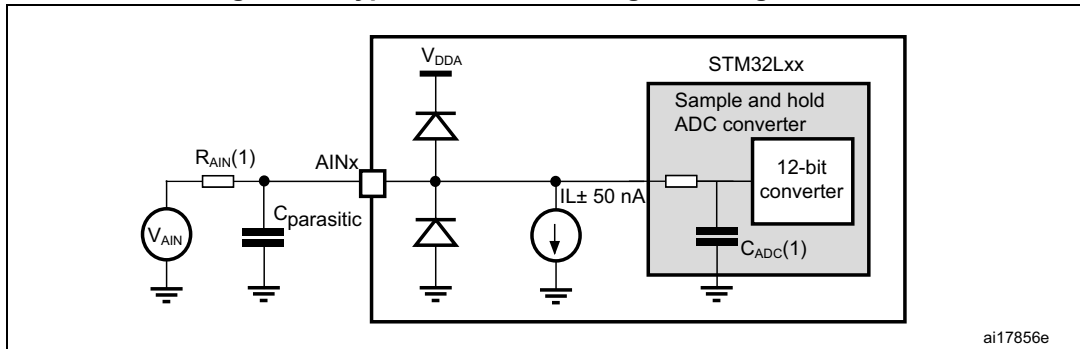 V_DDA
STM32Lxx
Sample and hold
ADC converter
R_AIN(1)
AINx
12-bit
converter
IL± 50 nA
C_parasitic
V_AIN
C_ADC(1)
ai17856e